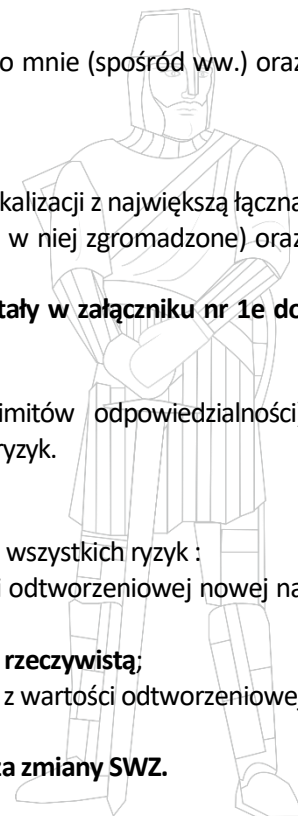 o mnie (spośród ww.) oraz
kalizacji z największą łączną
w niej zgromadzone) oraz
tały w załączniku nr 1e do
imitów odpowiedzialności
ryzyk.
wszystkich ryzyk :
i odtworzeniowej nowej na
rzeczywistą;
z wartości odtworzeniowej
za zmiany SWZ.